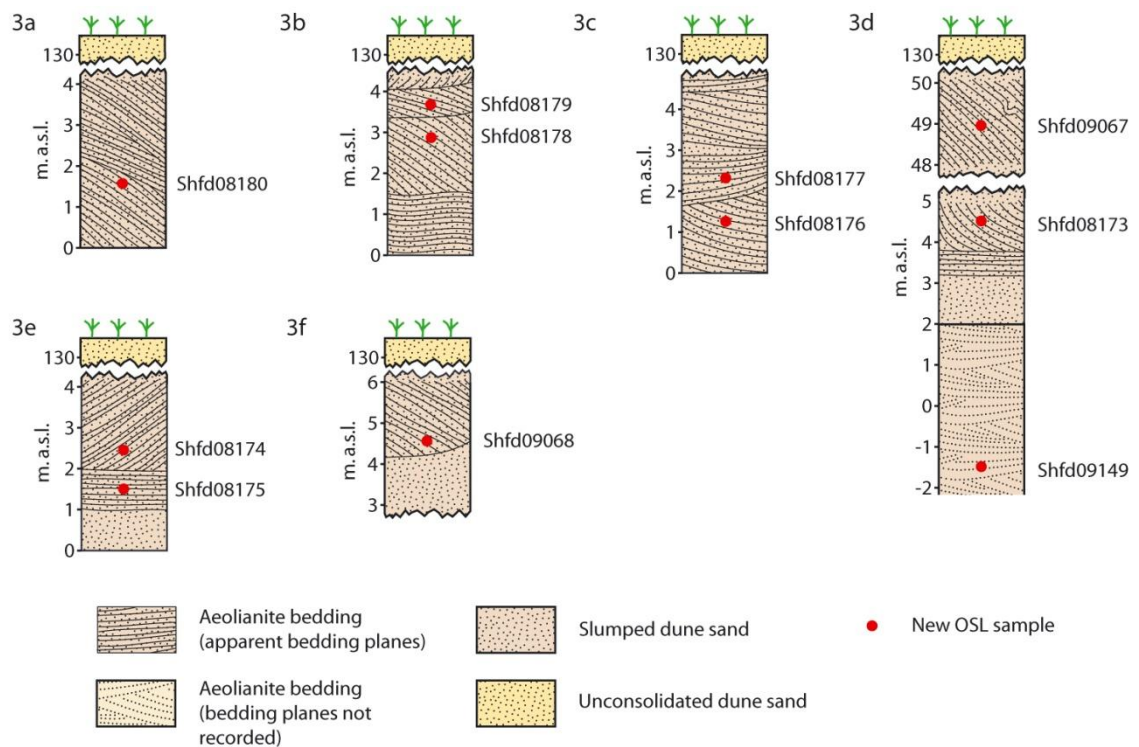 3a
130
4
3
2
1
0
m. a.s.l.
Shfd08180
3b
130
4
3
2
1
0
m. a.s.l.
Shfd08179
Shfd08178
3c
130
4
3
2
1
0
m. a.s.l.
Shfd08177
Shfd08176
3d
130
50
49
48
5
4
3
2
1
0
-1
-2
m. a.s.l.
Shfd09067
Shfd08173
Shfd09149
3e
130
4
3
2
1
0
m. a.s.l.
Shfd08174
Shfd08175
3f
130
6
5
4
3
m. a.s.l.
Shfd09068
Aeolianite bedding
(apparent bedding planes)
Aeolianite bedding
(bedding planes not
recorded)
Slumped dune sand
Unconsolidated dune sand
New OSL sample